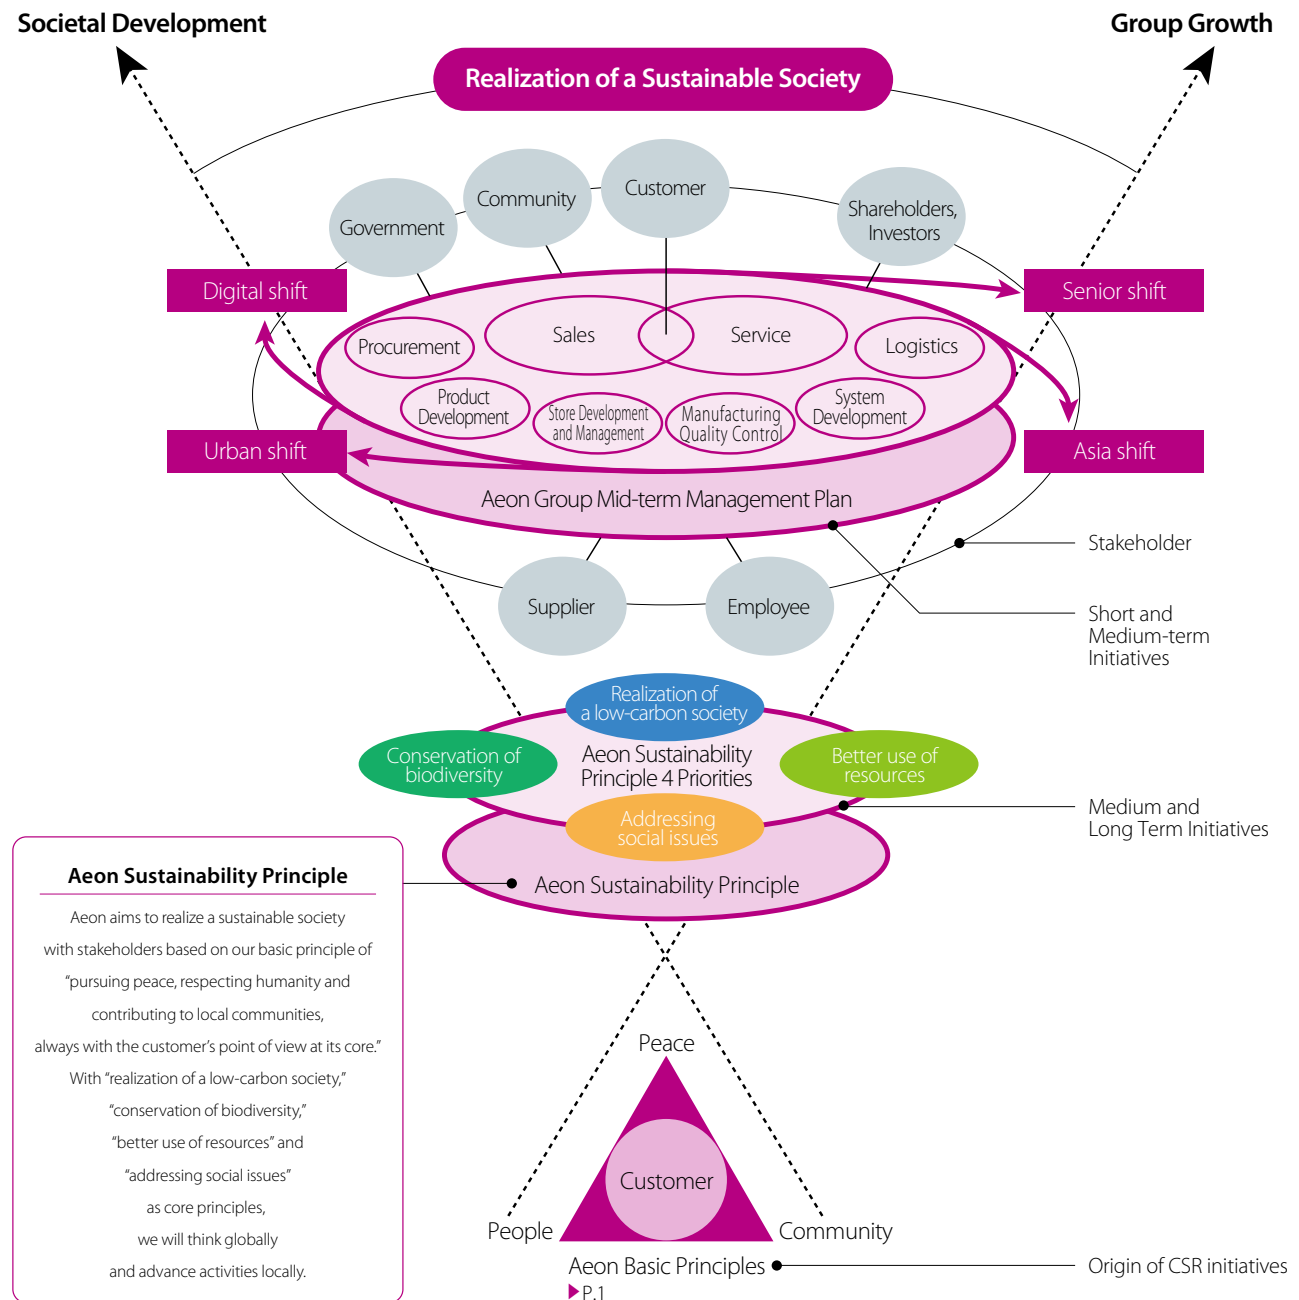 Societal Development
Group Growth
Realization of a Sustainable Society
Customer
Community
Shareholders,
Investors
Government
Digital shift
Senior shift
Sales
Service
Procurement
Logistics
Product
Development
Store Development
and Management
Manufacturing
Quality Control
System
Development
Urban shift
Asia shift
Aeon Group Mid-term Management Plan
Stakeholder
Supplier
Employee
Short and
Medium-term
Initiatives
Realization of
a low-carbon society
Conservation of
biodiversity
Aeon Sustainability
Principle 4 Priorities
Better use of
resources
Addressing
social issues
Medium and
Long Term Initiatives
Aeon Sustainability Principle
Aeon Sustainability Principle
Aeon aims to realize a sustainable society
with stakeholders based on our basic principle of
“pursuing peace, respecting humanity and
contributing to local communities,
always with the customer’s point of view at its core.”
With “realization of a low-carbon society,”
“conservation of biodiversity,”
“better use of resources” and
“addressing social issues”
as core principles,
we will think globally
and advance activities locally.
Peace
Customer
People
Community
Aeon Basic Principles
P.1
Origin of CSR initiatives